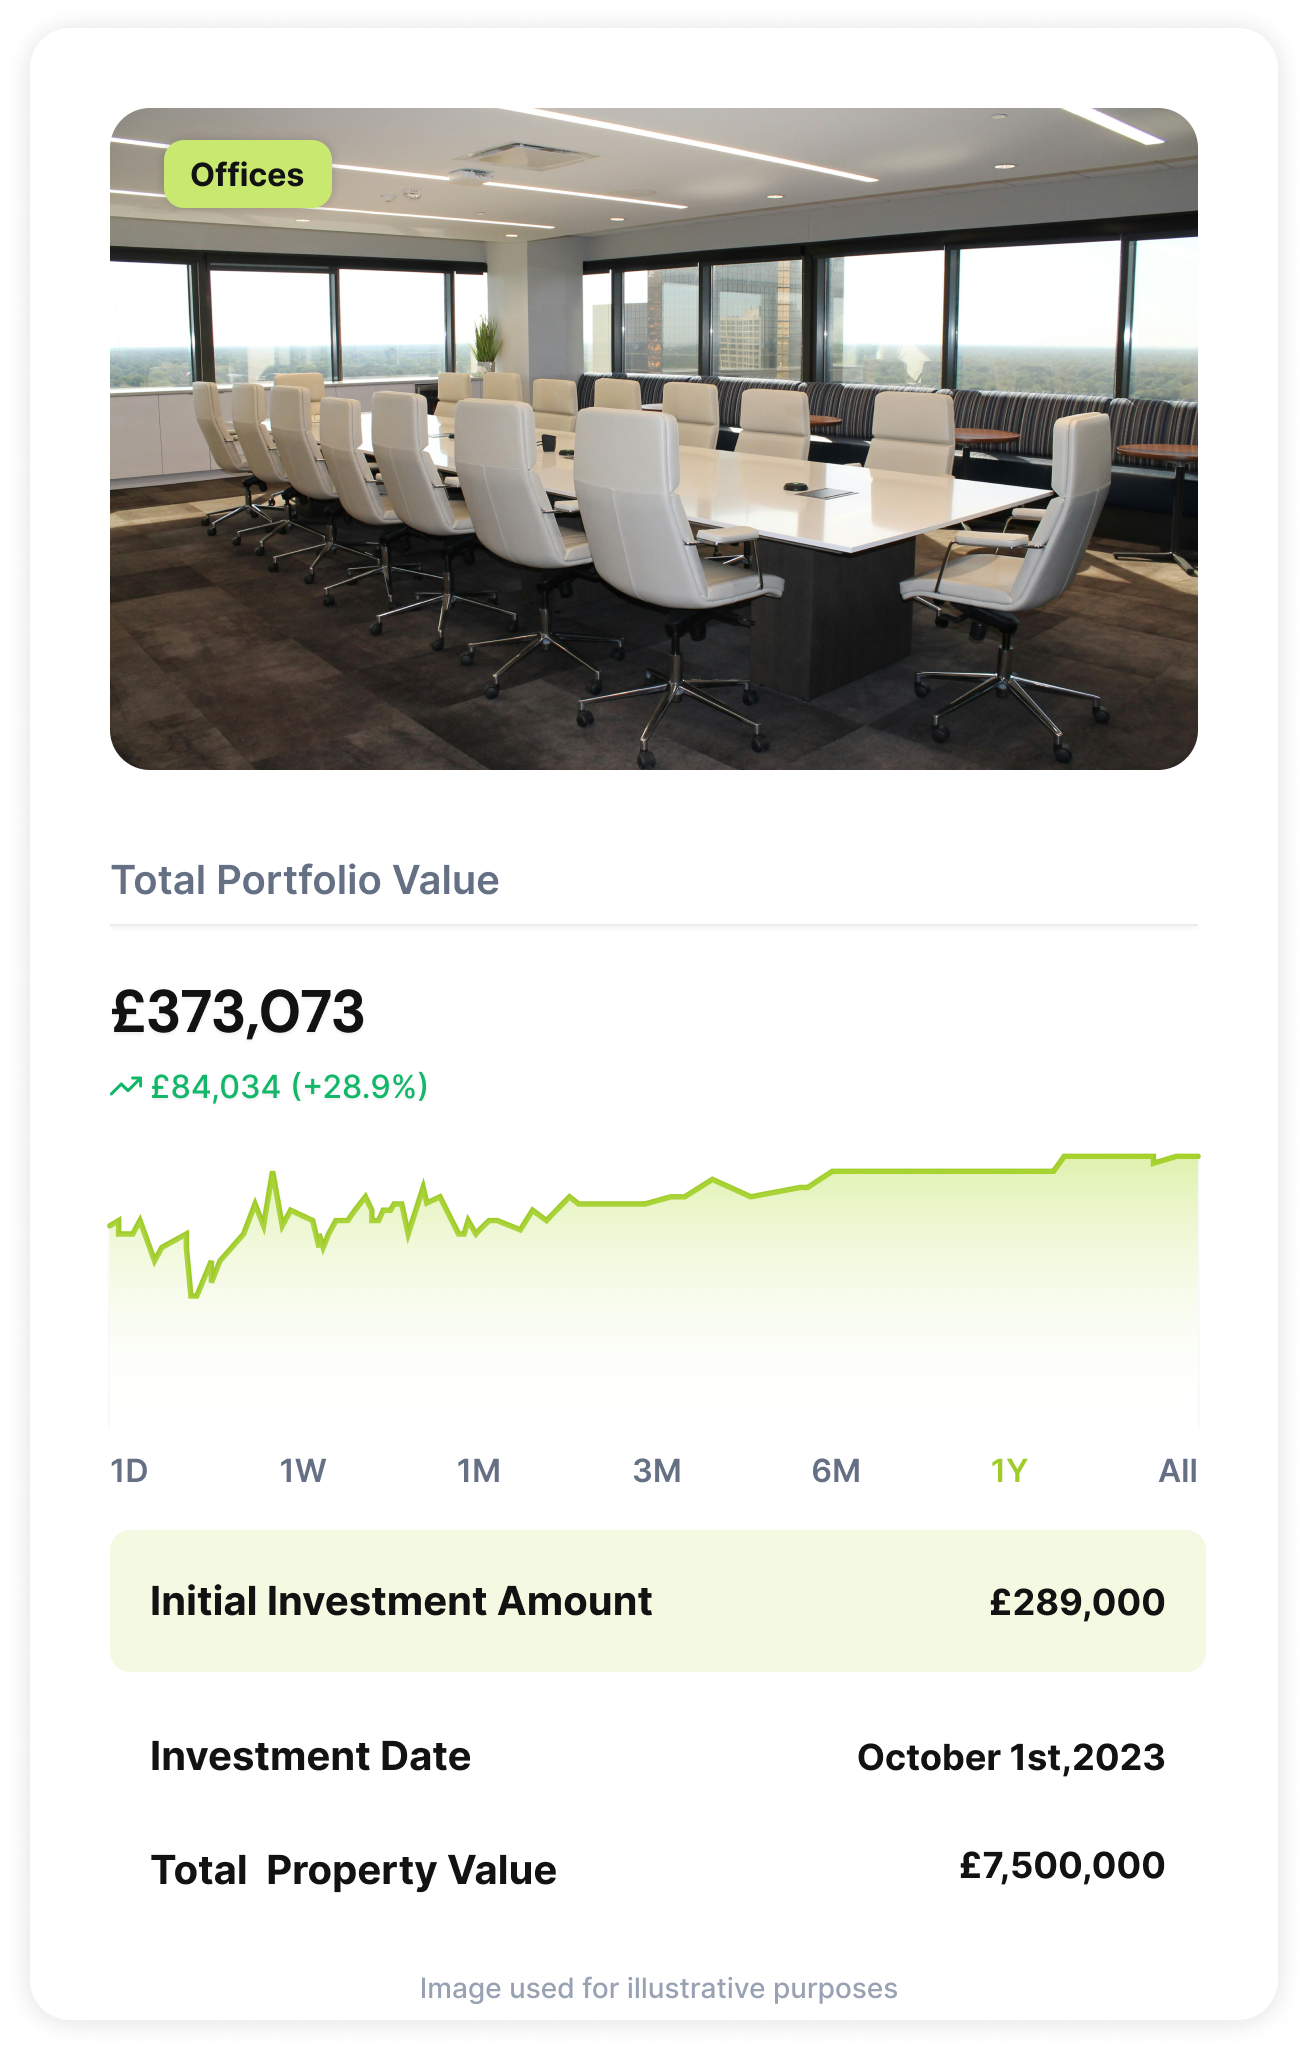 Offices
Total Portfolio Value
£373,073
£84,034 (+28.9%)
1D 1W 1M 3M 6M 1Y All
Initial Investment Amount £289,000
Investment Date October 1st,2023
Total Property Value £7,500,000
Image used for illustrative purposes